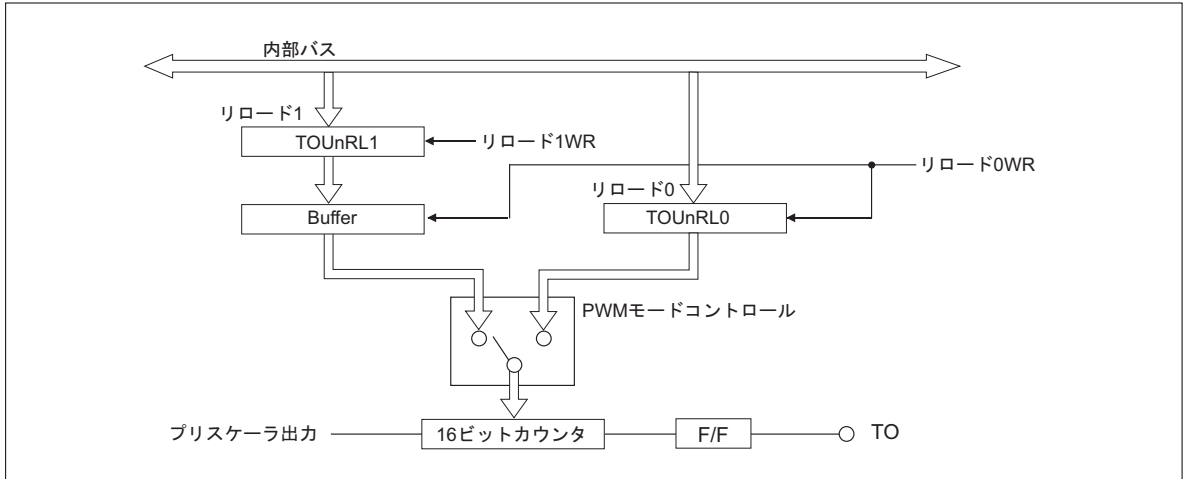 内部バス
リロード1
TOUnRL1
リロード1WR
リロード0WR
リロード0
Buffer
TOUnRL0
PWMモードコントロール
プリスケーラ出力
16ビットカウンタ
F/F
TO